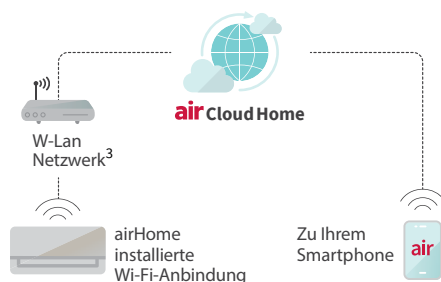 air Cloud Home
W-Lan
Netzwerk³
airHome
installierte
Wi-Fi-Anbindung
Zu Ihrem
Smartphone
air